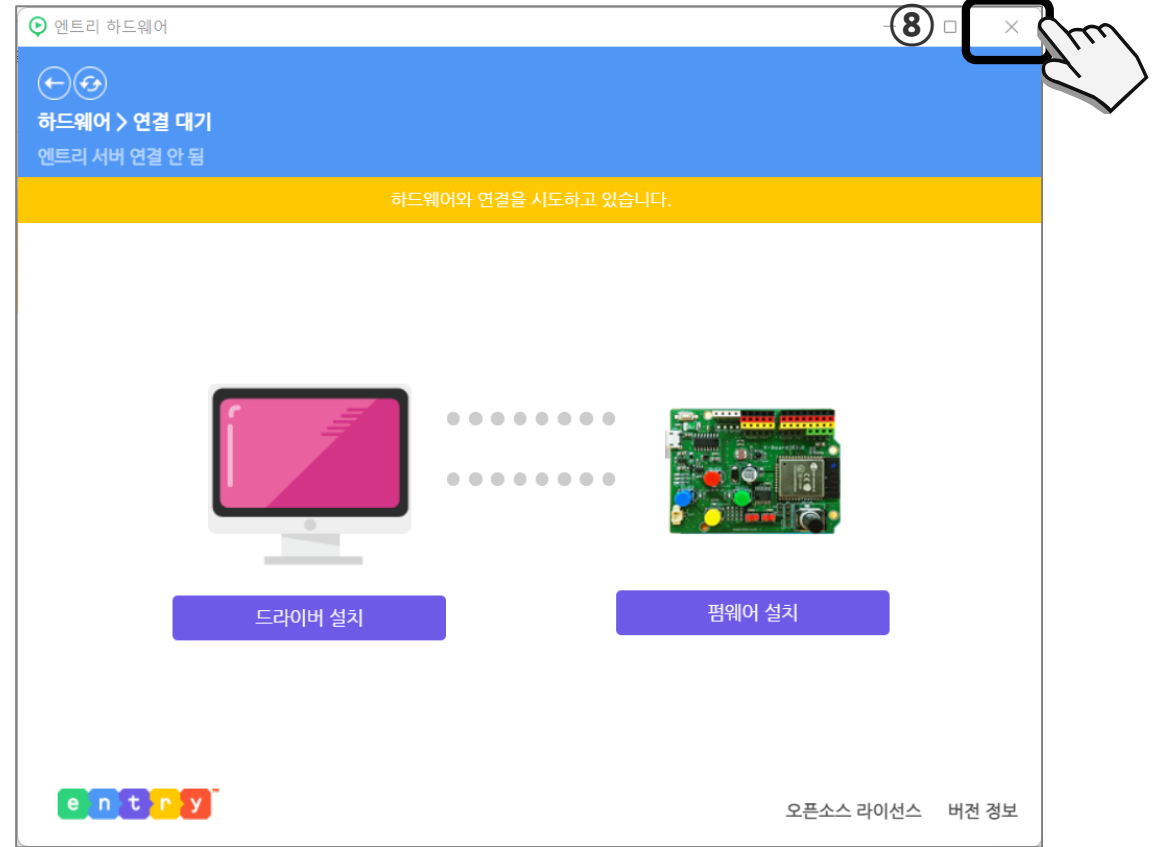 엔트리 하드웨어
⑧
하드웨어 > 연결 대기
엔트리 서버 연결 안 됨
하드웨어와 연결을 시도하고 있습니다.
드라이버 설치
펌웨어 설치
entry™
오픈소스 라이선스 버전 정보